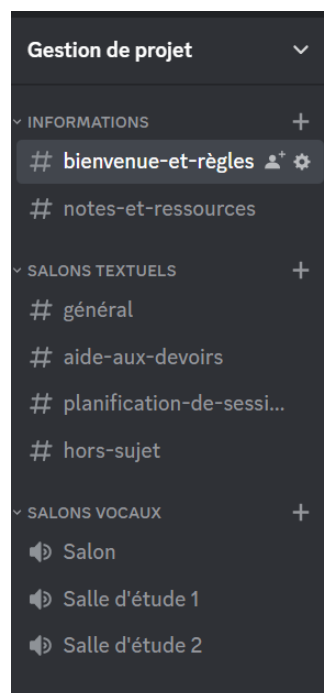 Gestion de projet
INFORMATIONS
# bienvenue-et-règles
# notes-et-ressources
SALONS TEXTUELS
# général
# aide-aux-devoirs
# planification-de-sessi...
# hors-sujet
SALONS VOCAUX
Salon
Salle d'étude 1
Salle d'étude 2